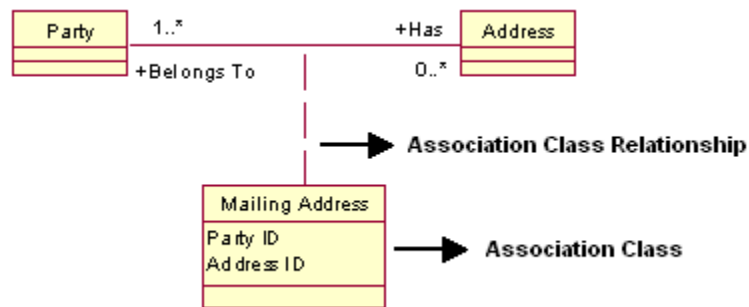 Party
1..*
+Has
Address
+Belongs To
0..*
Association Class Relationship
Mailing Address
Party ID
Address ID
Association Class